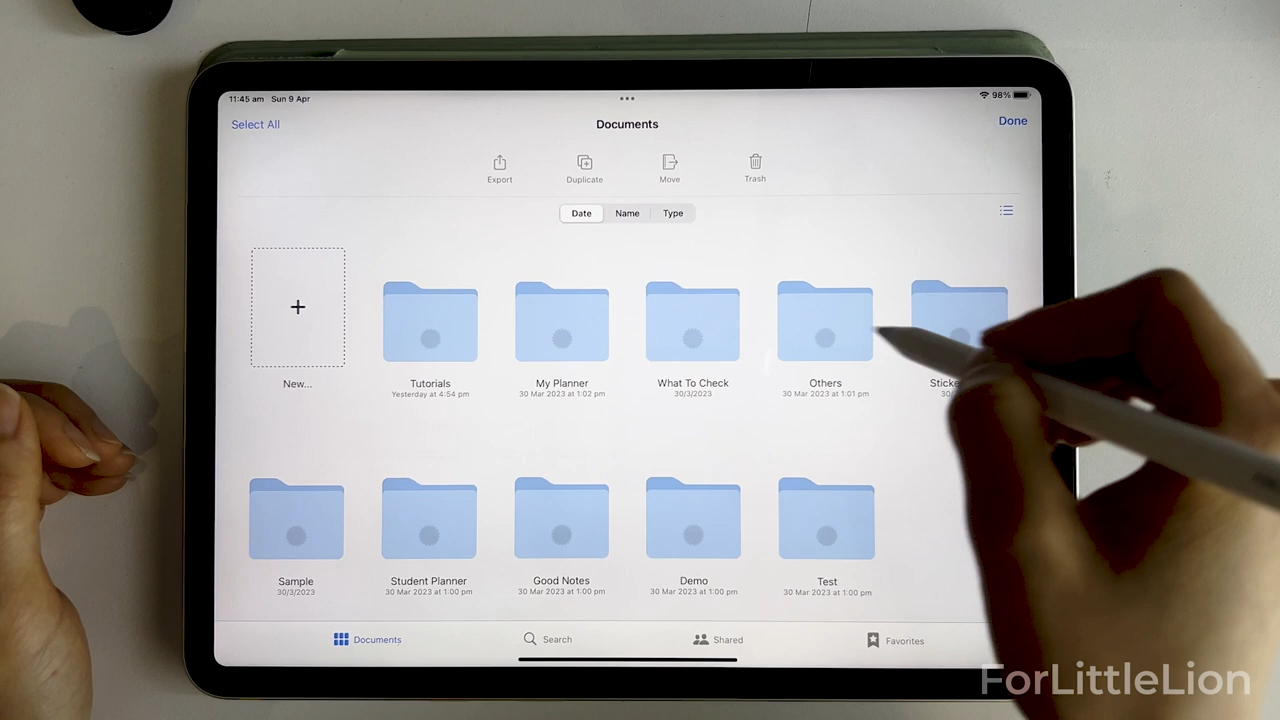 11:45 am Sun 9 Apr
98%
Select All
Documents
Done
Export
Duplicate
Move
Trash
Date
Name
Type
New...
Tutorials
Yesterday at 4:54 pm
My Planner
30 Mar 2023 at 1:02 pm
What To Check
30/3/2023
Others
30 Mar 2023 at 1:01 pm
Sample
30/3/2023
Student Planner
30 Mar 2023 at 1:00 pm
Good Notes
30 Mar 2023 at 1:00 pm
Demo
30 Mar 2023 at 1:00 pm
Test
30 Mar 2023 at 1:00 pm
Documents
Search
Shared
Favorites
ForLittleLion